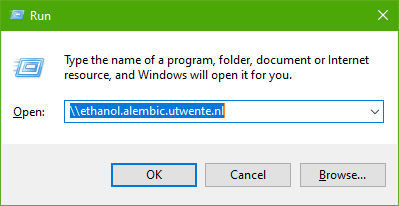 Run
Type the name of a program, folder, document or Internet
resource, and Windows will open it for you.
Open: \\ethanol.alembic.utwente.nl
OK Cancel Browse...